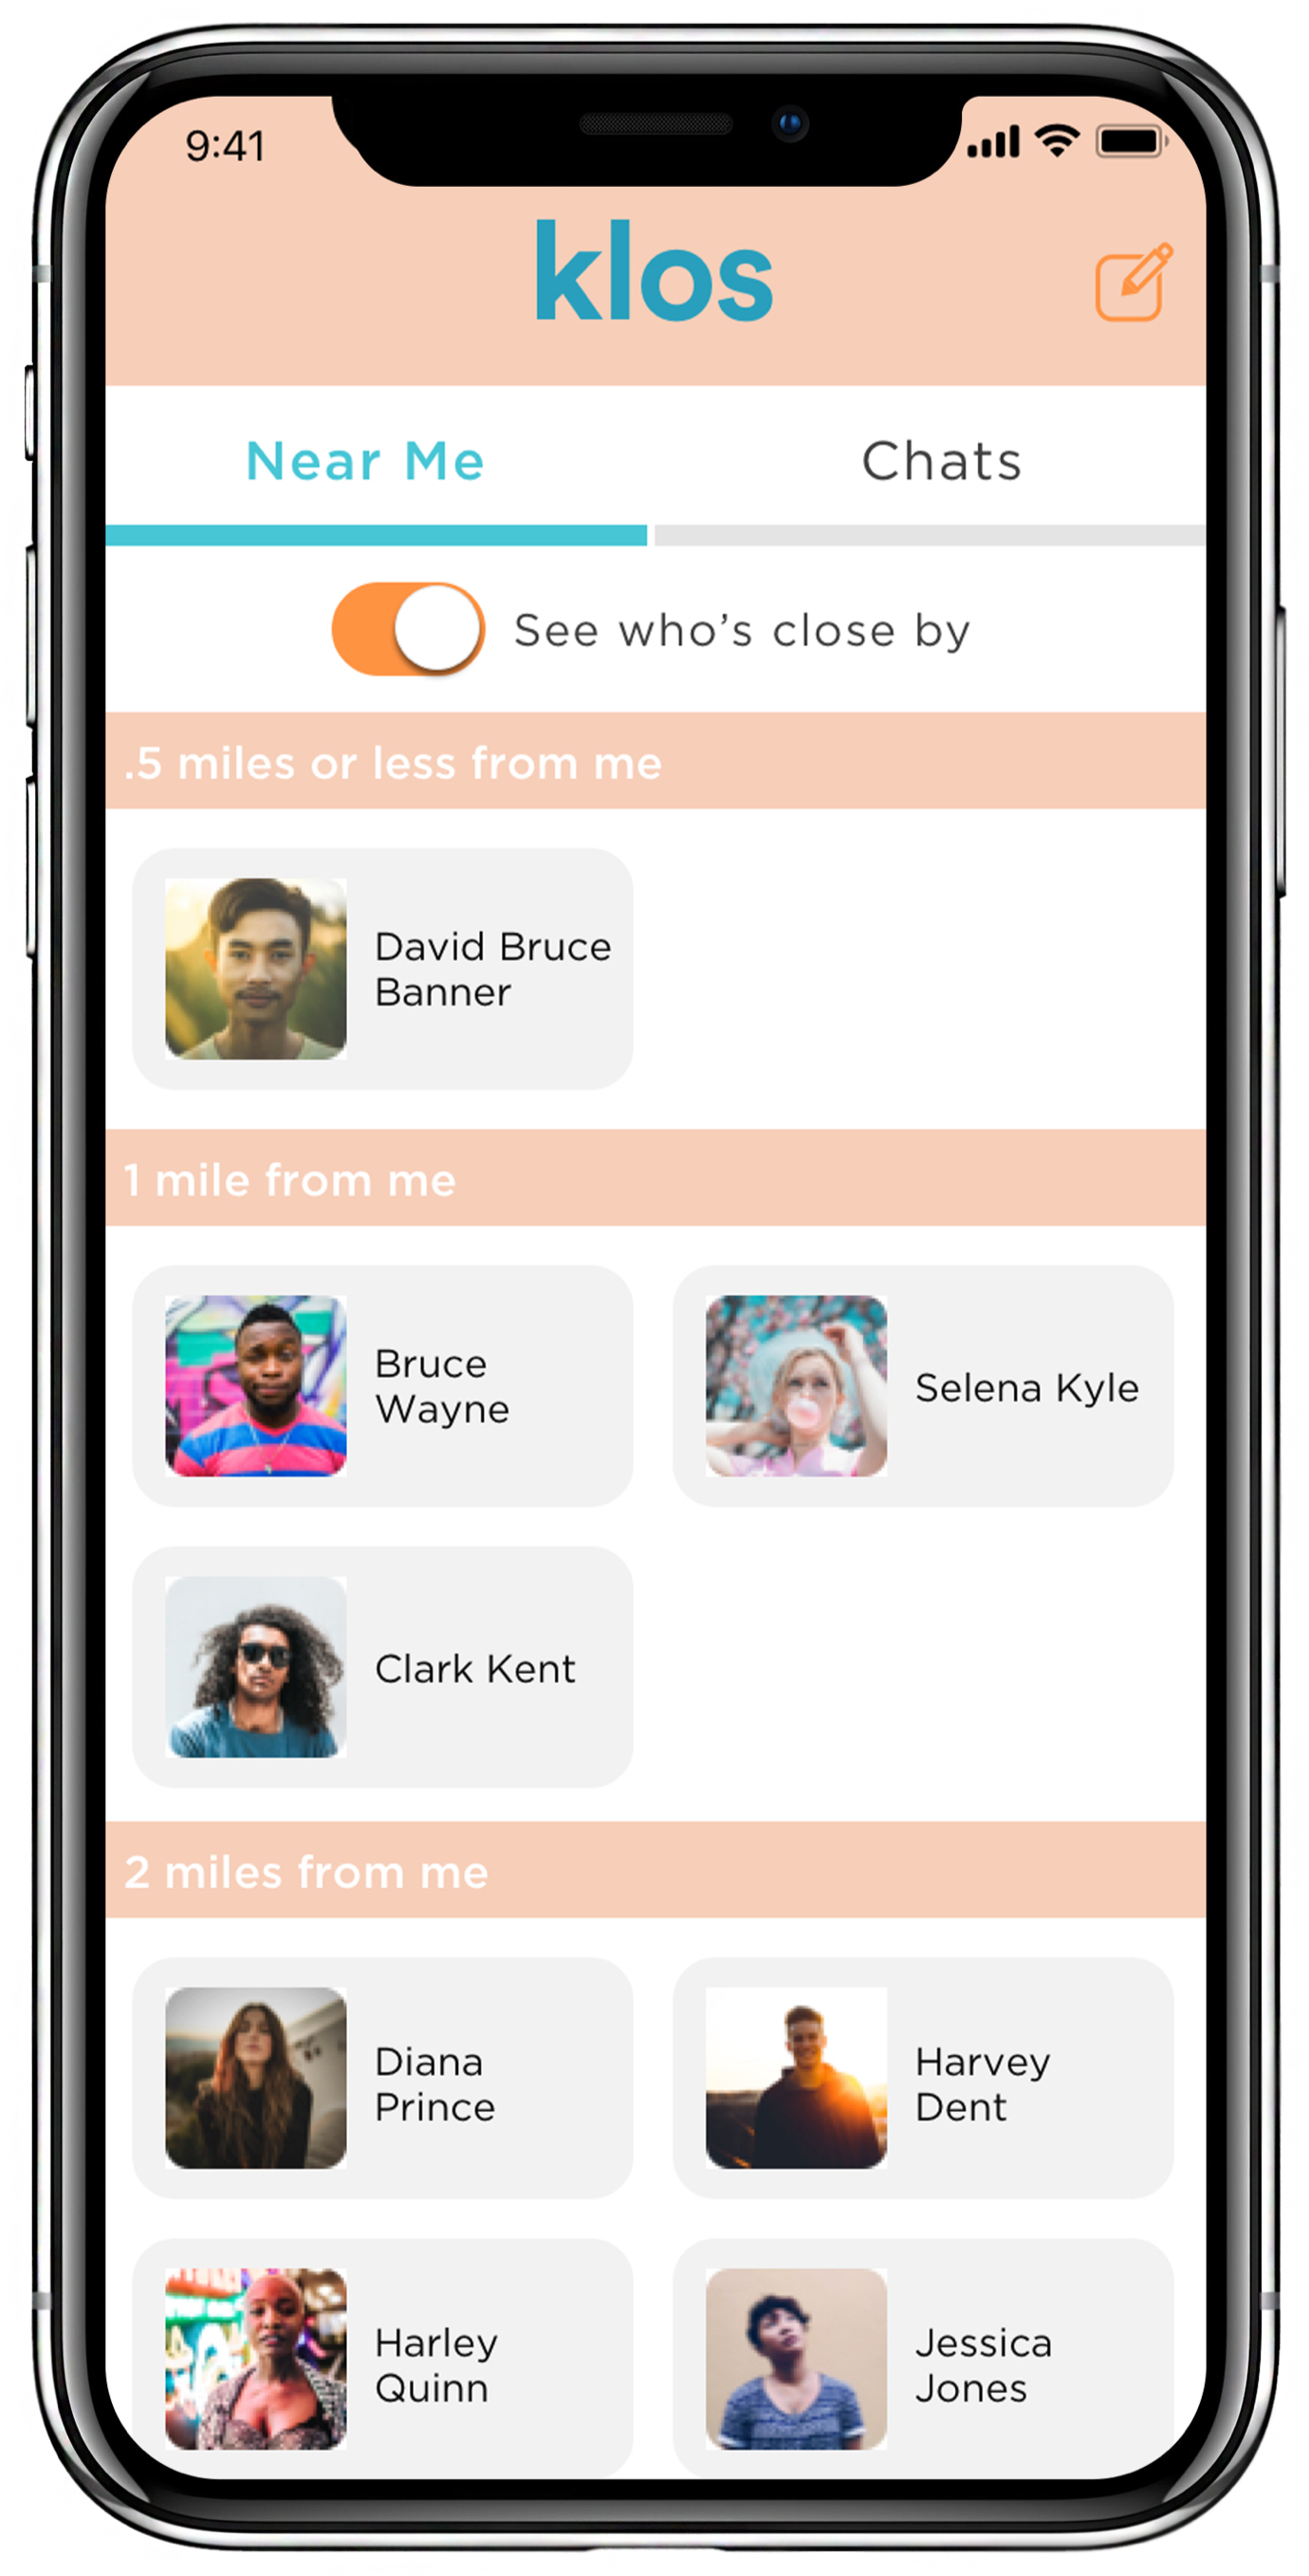 9:41
klos
Near Me
Chats
See who's close by
.5 miles or less from me
David Bruce
Banner
1 mile from me
Bruce
Wayne
Selena Kyle
Clark Kent
2 miles from me
Diana
Prince
Harvey
Dent
Harley
Quinn
Jessica
Jones